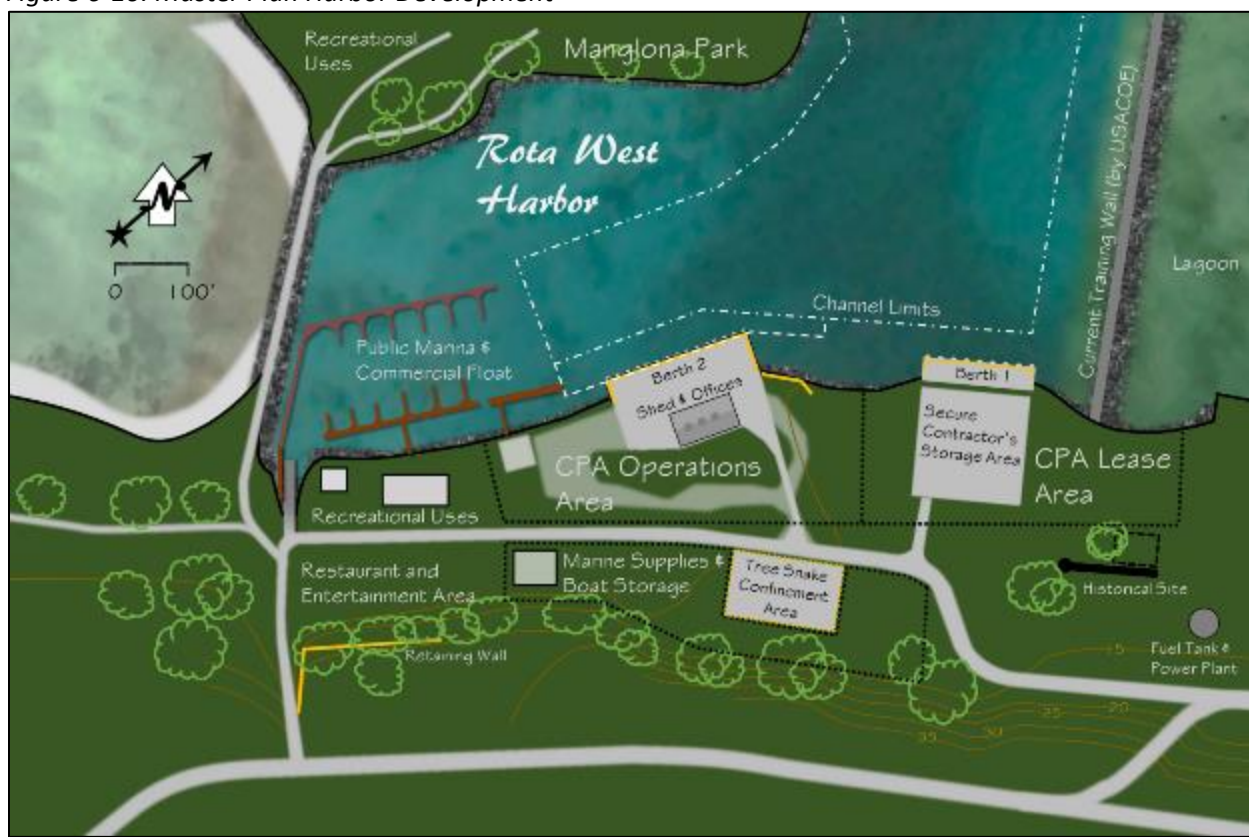 Figure 9-10: Master Plan Harbor Development
Recreational
Uses
Manglona Park
Rota West
Harbor
N
0 100'
Current Training Wall (by USACOE)
Lagoon
Channel Limits
Public Marina &
Commercial Float
Berth 2
Shed & Offices
Berth 1
Secure
Contractor's
Storage Area
CPA Lease
Area
CPA Operations
Area
Recreational Uses
Restaurant and
Entertainment Area
Marine Supplies &
Boat Storage
Tree Snake
Confinement
Area
Historical Site
Retaining Wall
Fuel Tank &
Power Plant
15
20
25
30
35